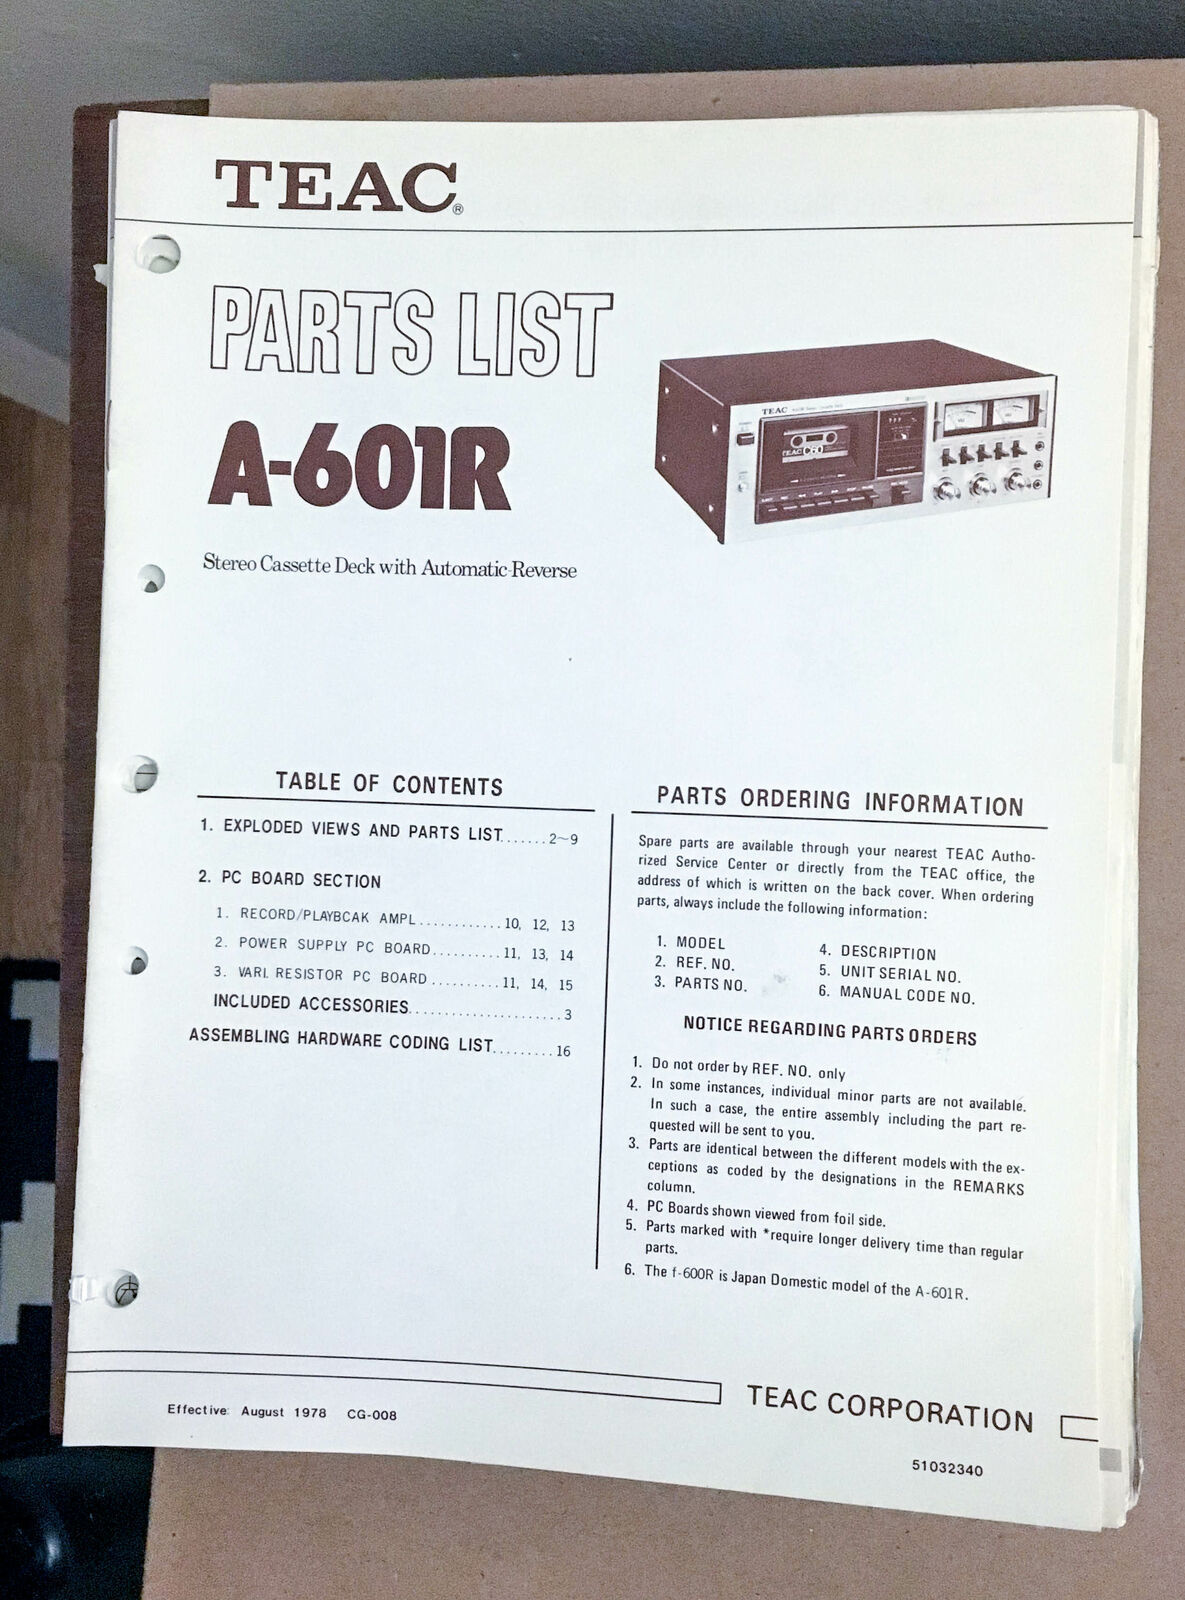 TEAC®
PARTS LIST
A-601R
Stereo Cassette Deck with Automatic-Reverse
TEAC
TEAC C60
TABLE OF CONTENTS
1. EXPLODED VIEWS AND PARTS LIST.......2~9
2. PC BOARD SECTION
1. RECORD/PLAYBCAK AMPL............10, 12, 13
2. POWER SUPPLY PC BOARD..........11, 13, 14
3. VARI. RESISTOR PC BOARD..........11, 14, 15
INCLUDED ACCESSORIES......................3
ASSEMBLING HARDWARE CODING LIST.........16
PARTS ORDERING INFORMATION
Spare parts are available through your nearest TEAC Autho-
rized Service Center or directly from the TEAC office, the
address of which is written on the back cover. When ordering
parts, always include the following information:
1. MODEL
2. REF. NO.
3. PARTS NO.
4. DESCRIPTION
5. UNIT SERIAL NO.
6. MANUAL CODE NO.
NOTICE REGARDING PARTS ORDERS
1. Do not order by REF. NO. only
2. In some instances, individual minor parts are not available.
In such a case, the entire assembly including the part re-
quested will be sent to you.
3. Parts are identical between the different models with the ex-
ceptions as coded by the designations in the REMARKS
column.
4. PC Boards shown viewed from foil side.
5. Parts marked with *require longer delivery time than regular
parts.
6. The f-600R is Japan Domestic model of the A-601R.
Effective: August 1978 CG-008
TEAC CORPORATION
51032340